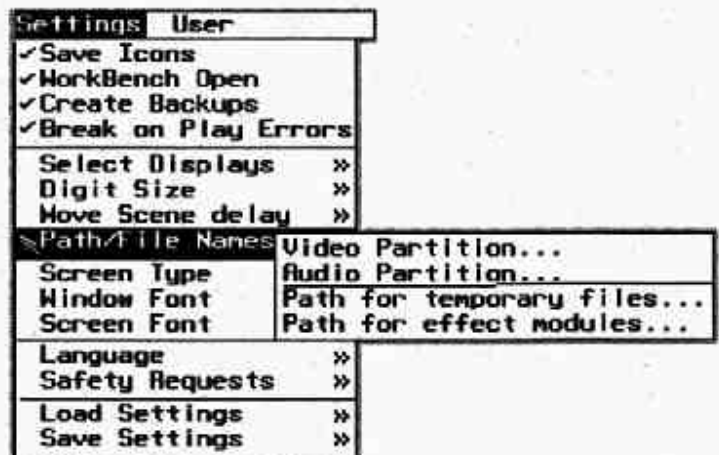 Settings User
✓Save Icons
✓WorkBench Open
✓Create Backups
✓Break on Play Errors
Select Displays »
Digit Size »
Move Scene delay »
Path/File Names
Video Partition...
Audio Partition...
Path for temporary files...
Path for effect modules...
Screen Type
Window Font
Screen Font
Language »
Safety Requests »
Load Settings »
Save Settings »